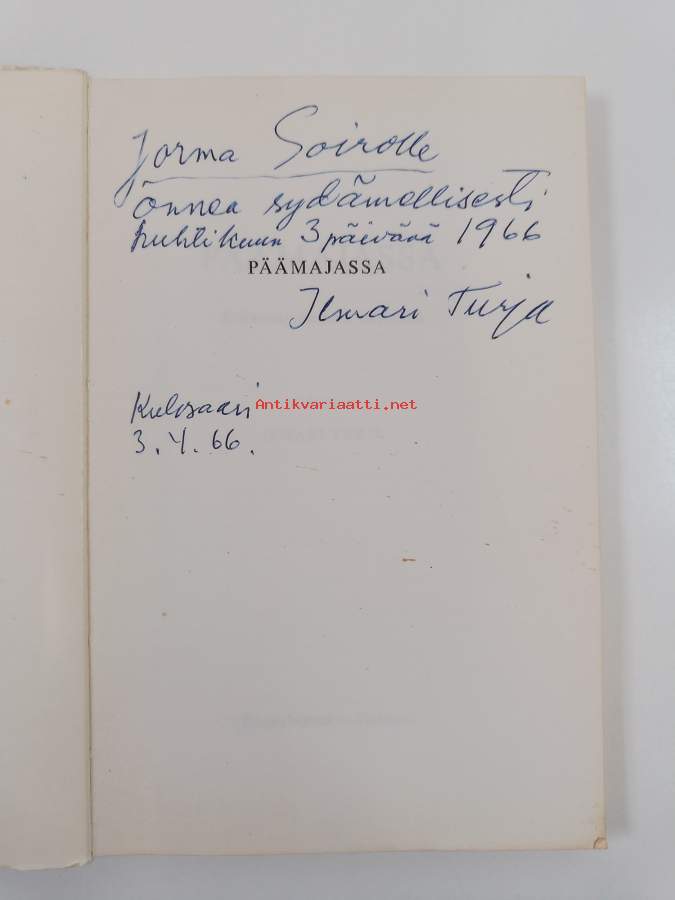 Jorma Soirolle
onnea sydämellisesti
huhtikuun 3 päivänä 1966
PÄÄMAJASSA
Ilmari Turja
Kulosaari
Antikvariaatti.net
3.4.66.